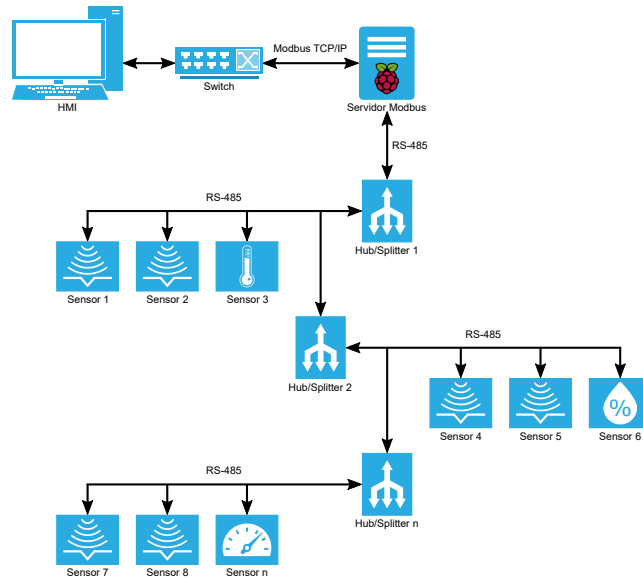 Modbus TCP/IP
HMI
Switch
Servidor Modbus
RS-485
RS-485
Hub/Splitter 1
Sensor 1
Sensor 2
Sensor 3
RS-485
Hub/Splitter 2
%
Sensor 4
Sensor 5
Sensor 6
RS-485
Hub/Splitter n
Sensor 7
Sensor 8
Sensor n